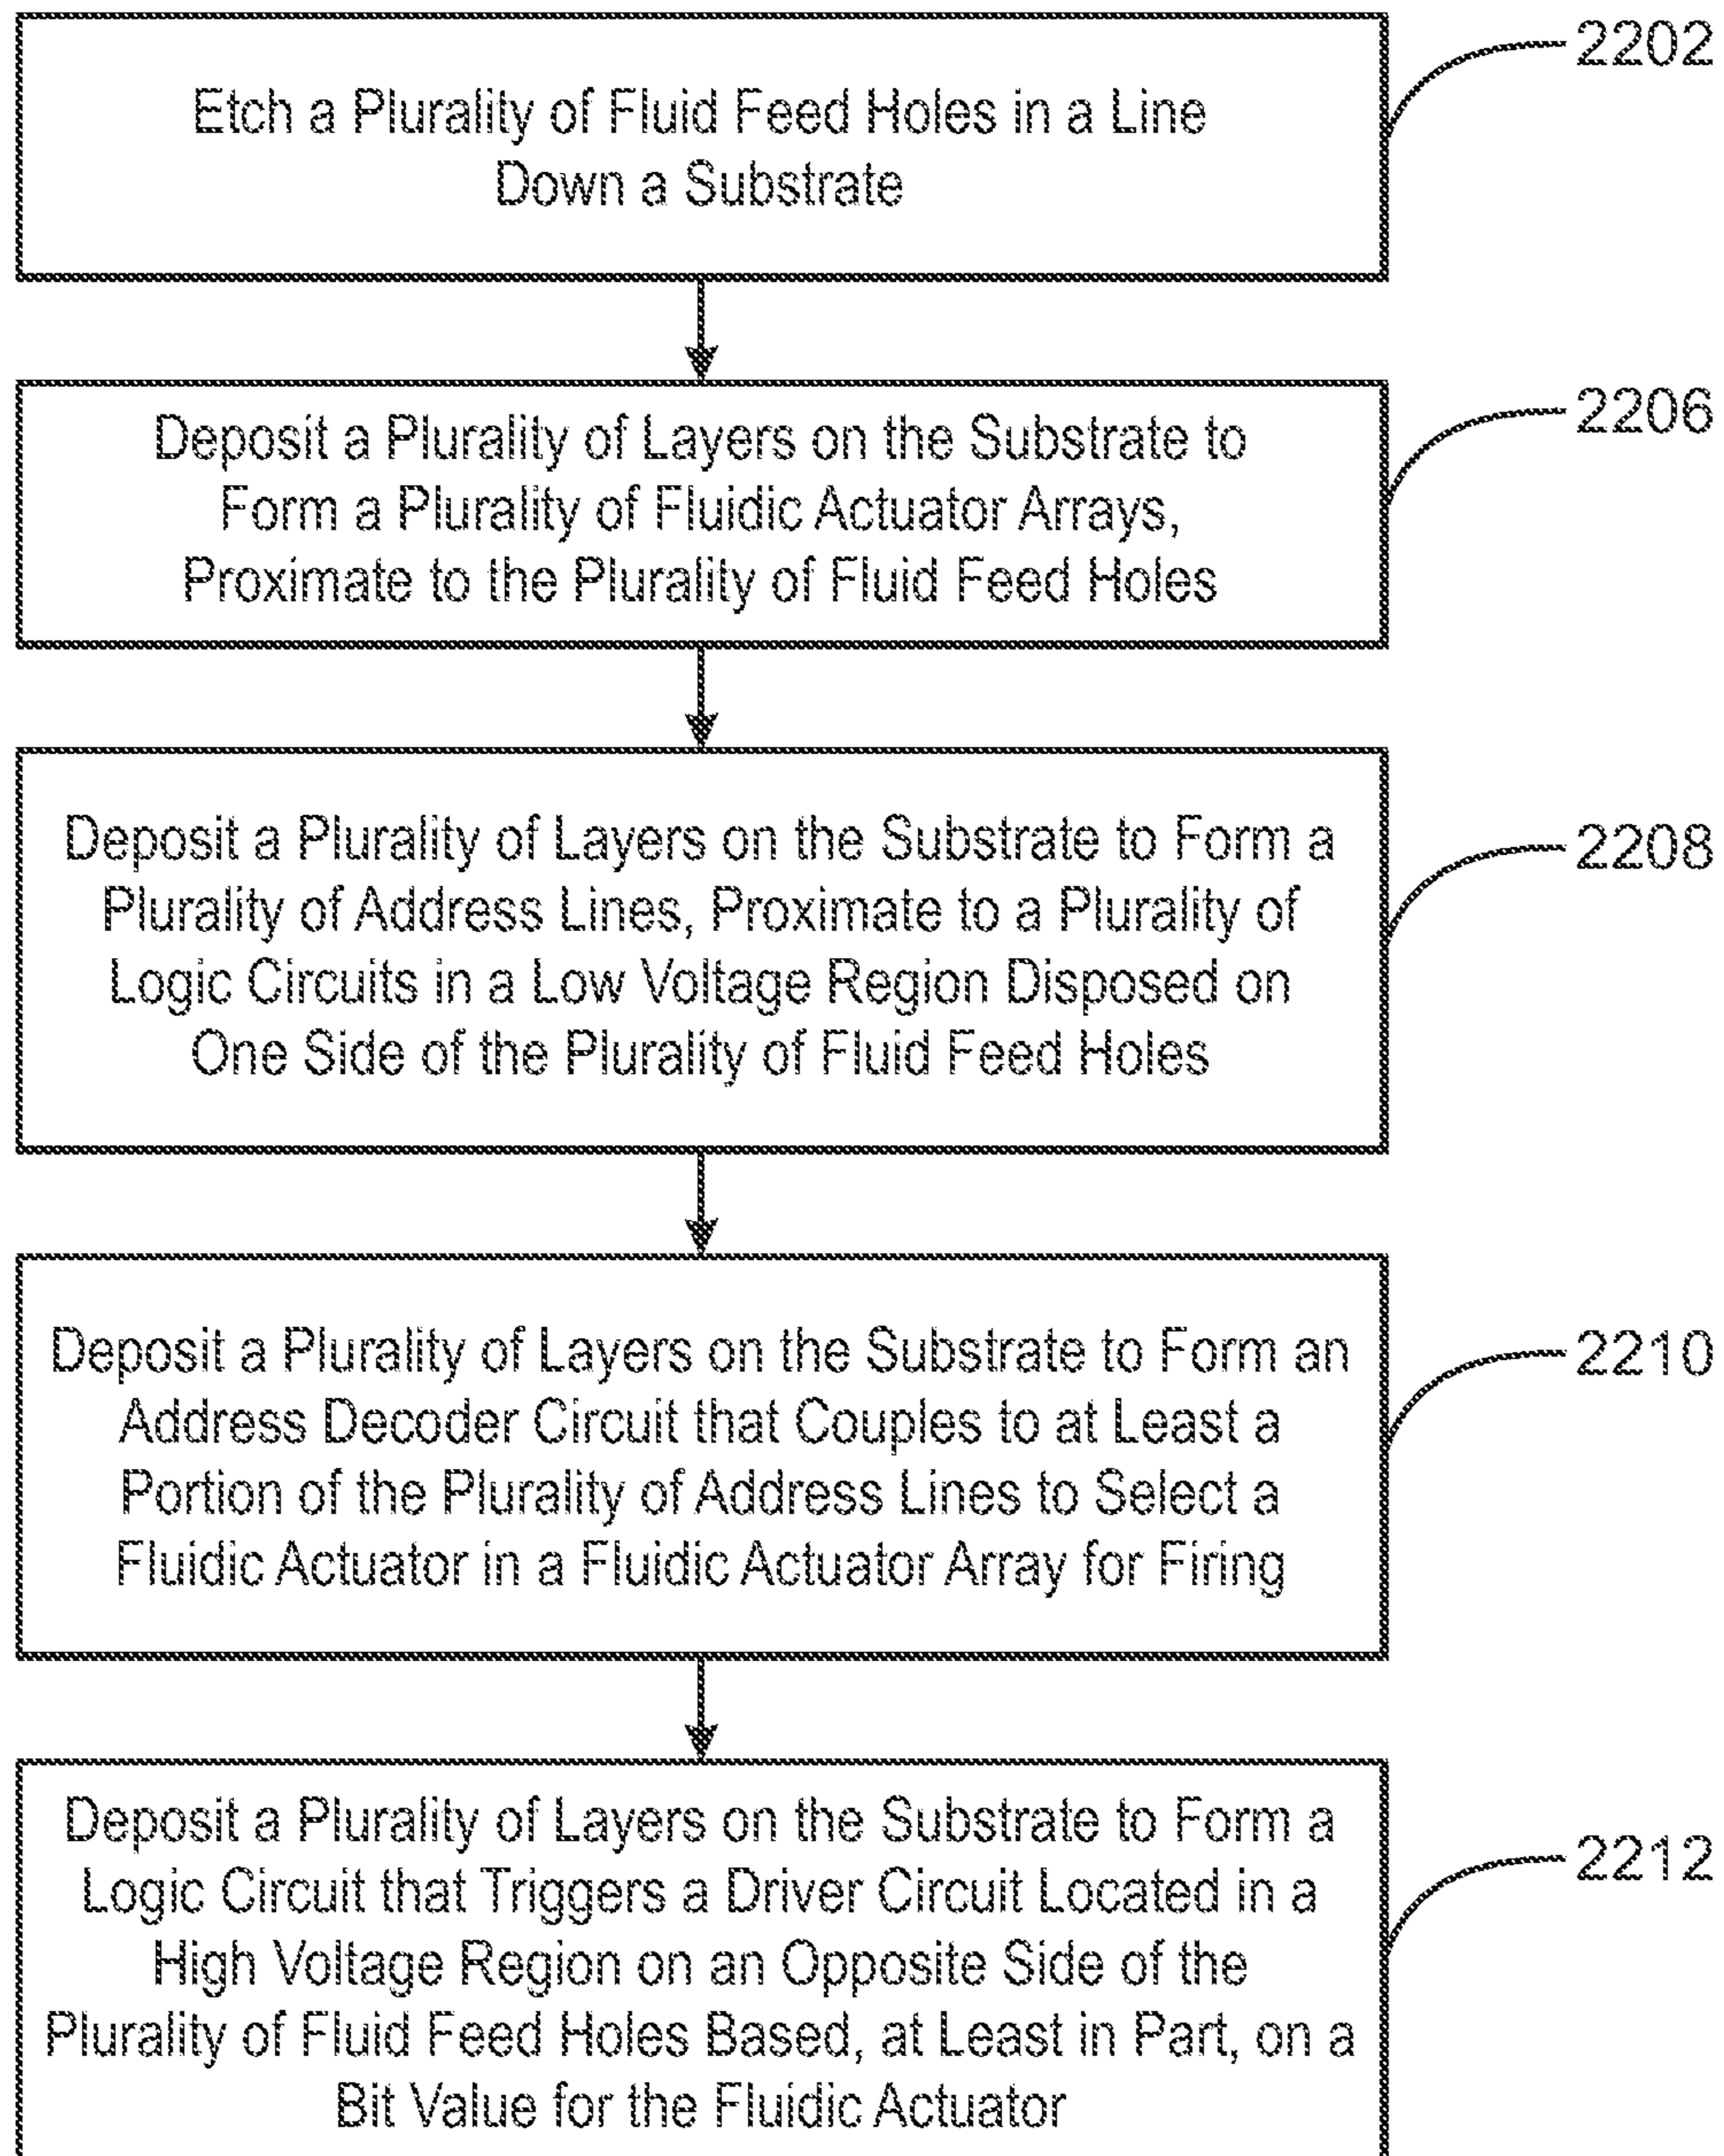 Etch a Plurality of Fluid Feed Holes in a Line
Down a Substrate
2202
Deposit a Plurality of Layers on the Substrate to
Form a Plurality of Fluidic Actuator Arrays,
Proximate to the Plurality of Fluid Feed Holes
2206
Deposit a Plurality of Layers on the Substrate to Form a
Plurality of Address Lines, Proximate to a Plurality of
Logic Circuits in a Low Voltage Region Disposed on
One Side of the Plurality of Fluid Feed Holes
2208
Deposit a Plurality of Layers on the Substrate to Form an
Address Decoder Circuit that Couples to at Least a
Portion of the Plurality of Address Lines to Select a
Fluidic Actuator in a Fluidic Actuator Array for Firing
2210
Deposit a Plurality of Layers on the Substrate to Form a
Logic Circuit that Triggers a Driver Circuit Located in a
High Voltage Region on an Opposite Side of the
Plurality of Fluid Feed Holes Based, at Least in Part, on a
Bit Value for the Fluidic Actuator
2212